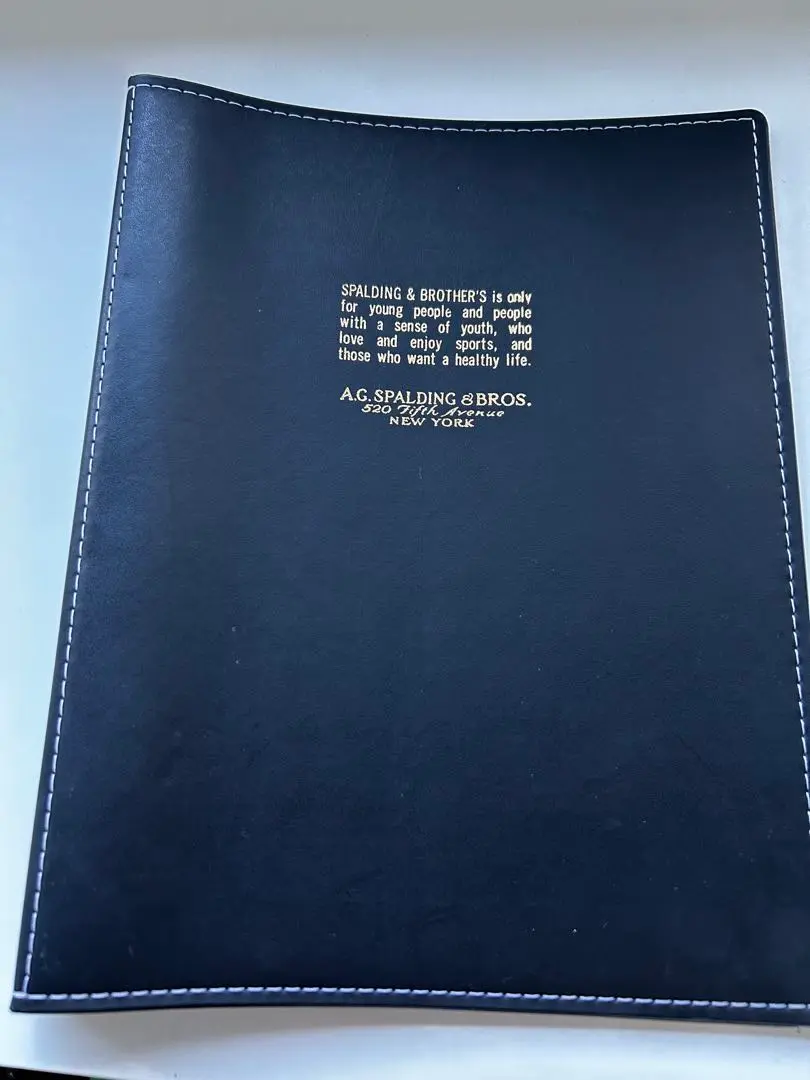 SPALDING & BROTHER'S is only
for young people and people
with a sense of youth, who
love and enjoy sports, and
those who want a healthy life.
A.G. SPALDING & BROS.
520 Fifth Avenue
NEW YORK